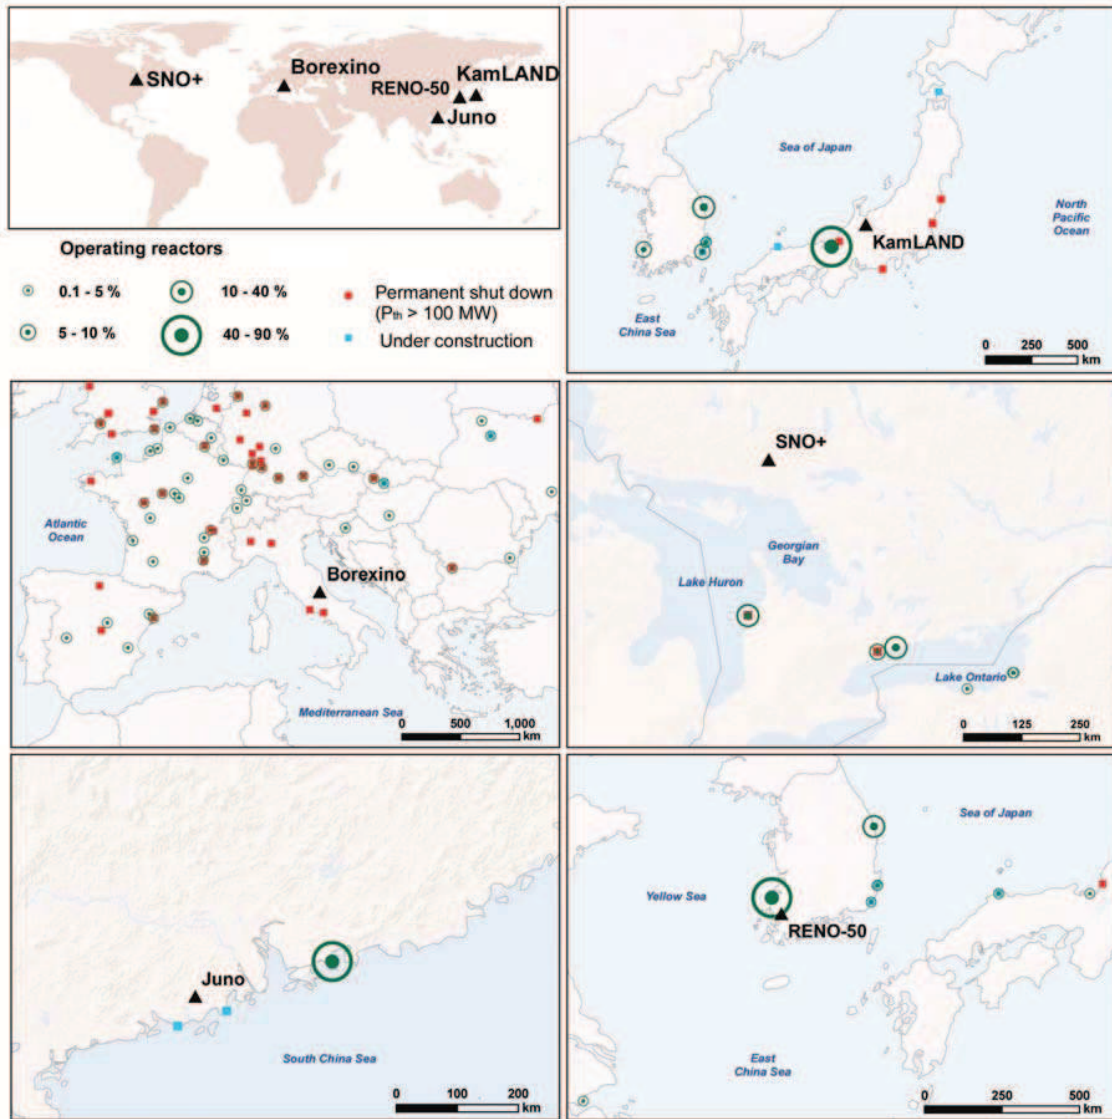 SNO+
Borexino
KamLAND
RENO-50
Juno
Operating reactors
0.1 - 5 %
10 - 40 %
Permanent shut down
(Pth > 100 MW)
5 - 10 %
40 - 90 %
Under construction
Sea of Japan
North
Pacific
Ocean
KamLAND
East
China Sea
0 250 500
km
Atlantic
Ocean
Borexino
Mediterranean Sea
0 500 1,000
km
SNO+
Georgian
Bay
Lake Huron
Lake Ontario
0 125 250
km
Juno
South China Sea
0 100 200
km
Sea of Japan
Yellow Sea
RENO-50
East
China Sea
0 250 500
km